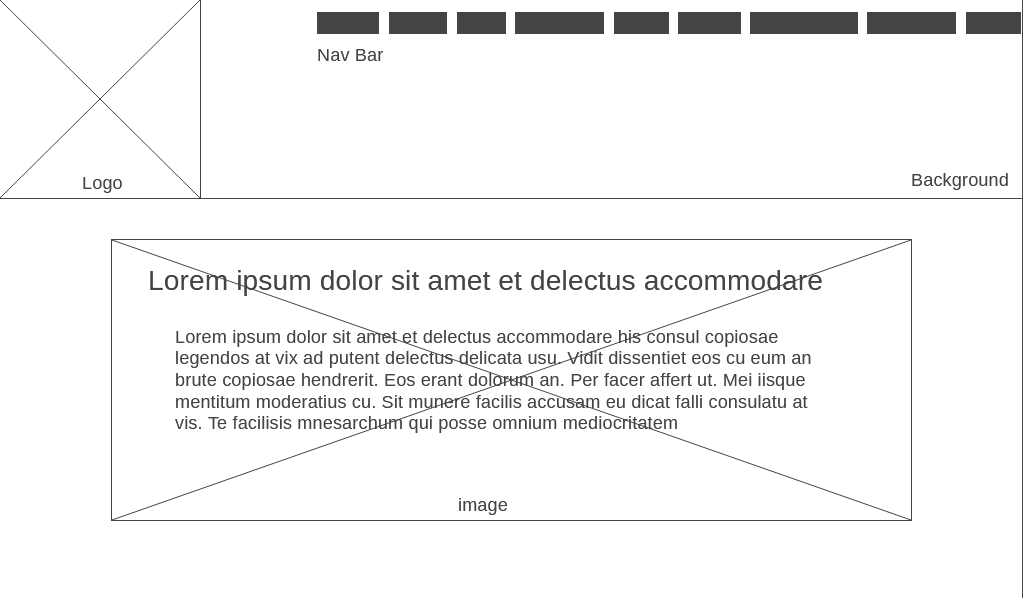 Nav Bar
Logo
Background
Lorem ipsum dolor sit amet et delectus accommodare
Lorem ipsum dolor sit amet et delectus accommodare his consul copiosae
legendos at vix ad putent delectus delicata usu. Vidit dissentiet eos cu eum an
brute copiosae hendrerit. Eos erant dolorum an. Per facer affert ut. Mei iisque
mentitum moderatius cu. Sit munere facilis accusam eu dicat falli consulatu at
vis. Te facilisis mnesarchum qui posse omnium mediocritatem
image